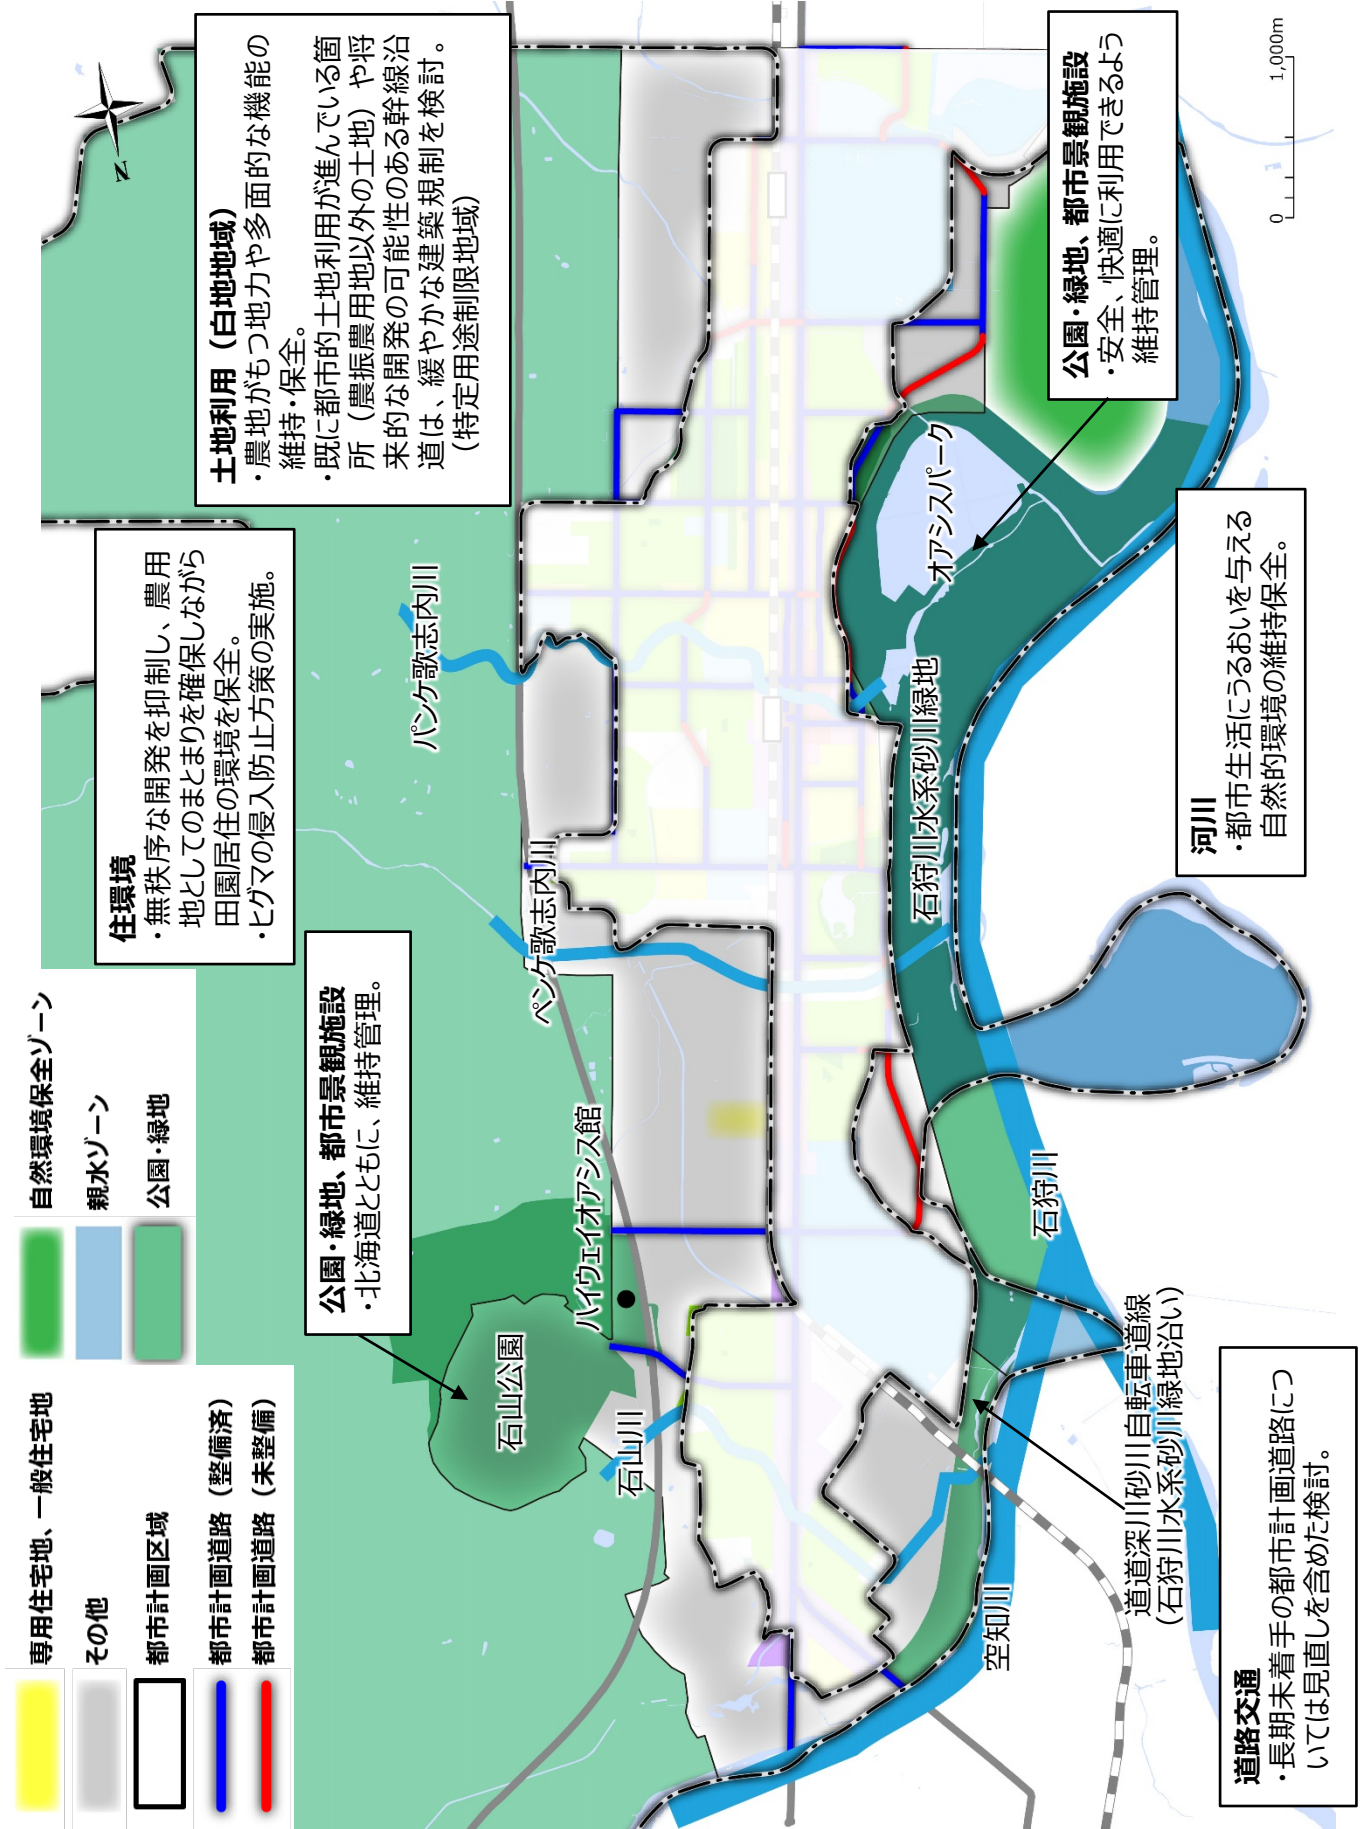 専用住宅地、一般住宅地
その他
都市計画区域
都市計画道路（整備済）
都市計画道路（未整備）
自然環境保全ゾーン
親水ゾーン
公園・緑地
住環境
・無秩序な開発を抑制し、農用
地としてのまとまりを確保しながら
田園居住の環境を保全。
・ヒグマの侵入防止方策の実施。
土地利用（白地地域）
・農地がもつ地力や多面的な機能の
維持・保全。
・既に都市的土地利用が進んでいる箇
所（農振農用地以外の土地）や将
来的な開発の可能性のある幹線沿
道は、緩やかな建築規制を検討。
（特定用途制限地域）
N
公園・緑地、都市景観施設
・北海道とともに、維持管理。
石山公園
ハイウェイオアシス館
石山川
ペンケ歌志内川
パンケ歌志内川
オアシスパーク
石狩川水系砂川緑地
石狩川
空知川
道道深川砂川自転車道線
（石狩川水系砂川緑地沿い）
公園・緑地、都市景観施設
・安全、快適に利用できるよう
維持管理。
河川
・都市生活にうるおいを与える
自然的環境の維持保全。
道路交通
・長期未着手の都市計画道路につ
いては見直しを含めた検討。
0 1,000m